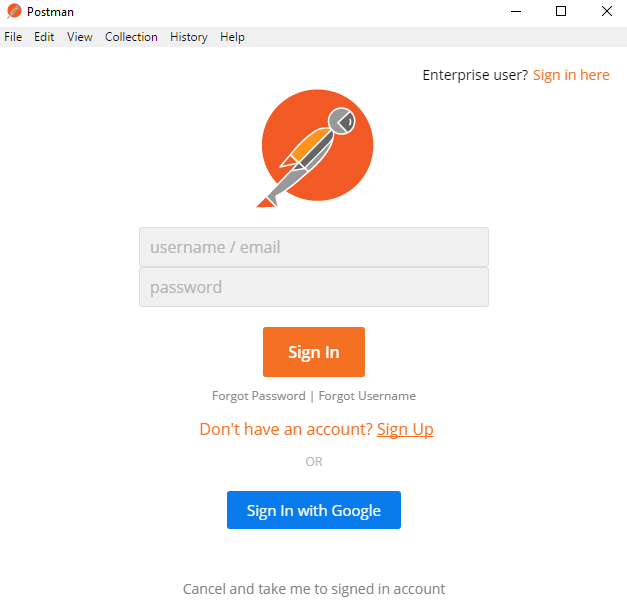 Postman
File Edit View Collection History Help
Enterprise user? Sign in here
username / email
password
Sign In
Forgot Password | Forgot Username
Don't have an account? Sign Up
OR
Sign In with Google
Cancel and take me to signed in account